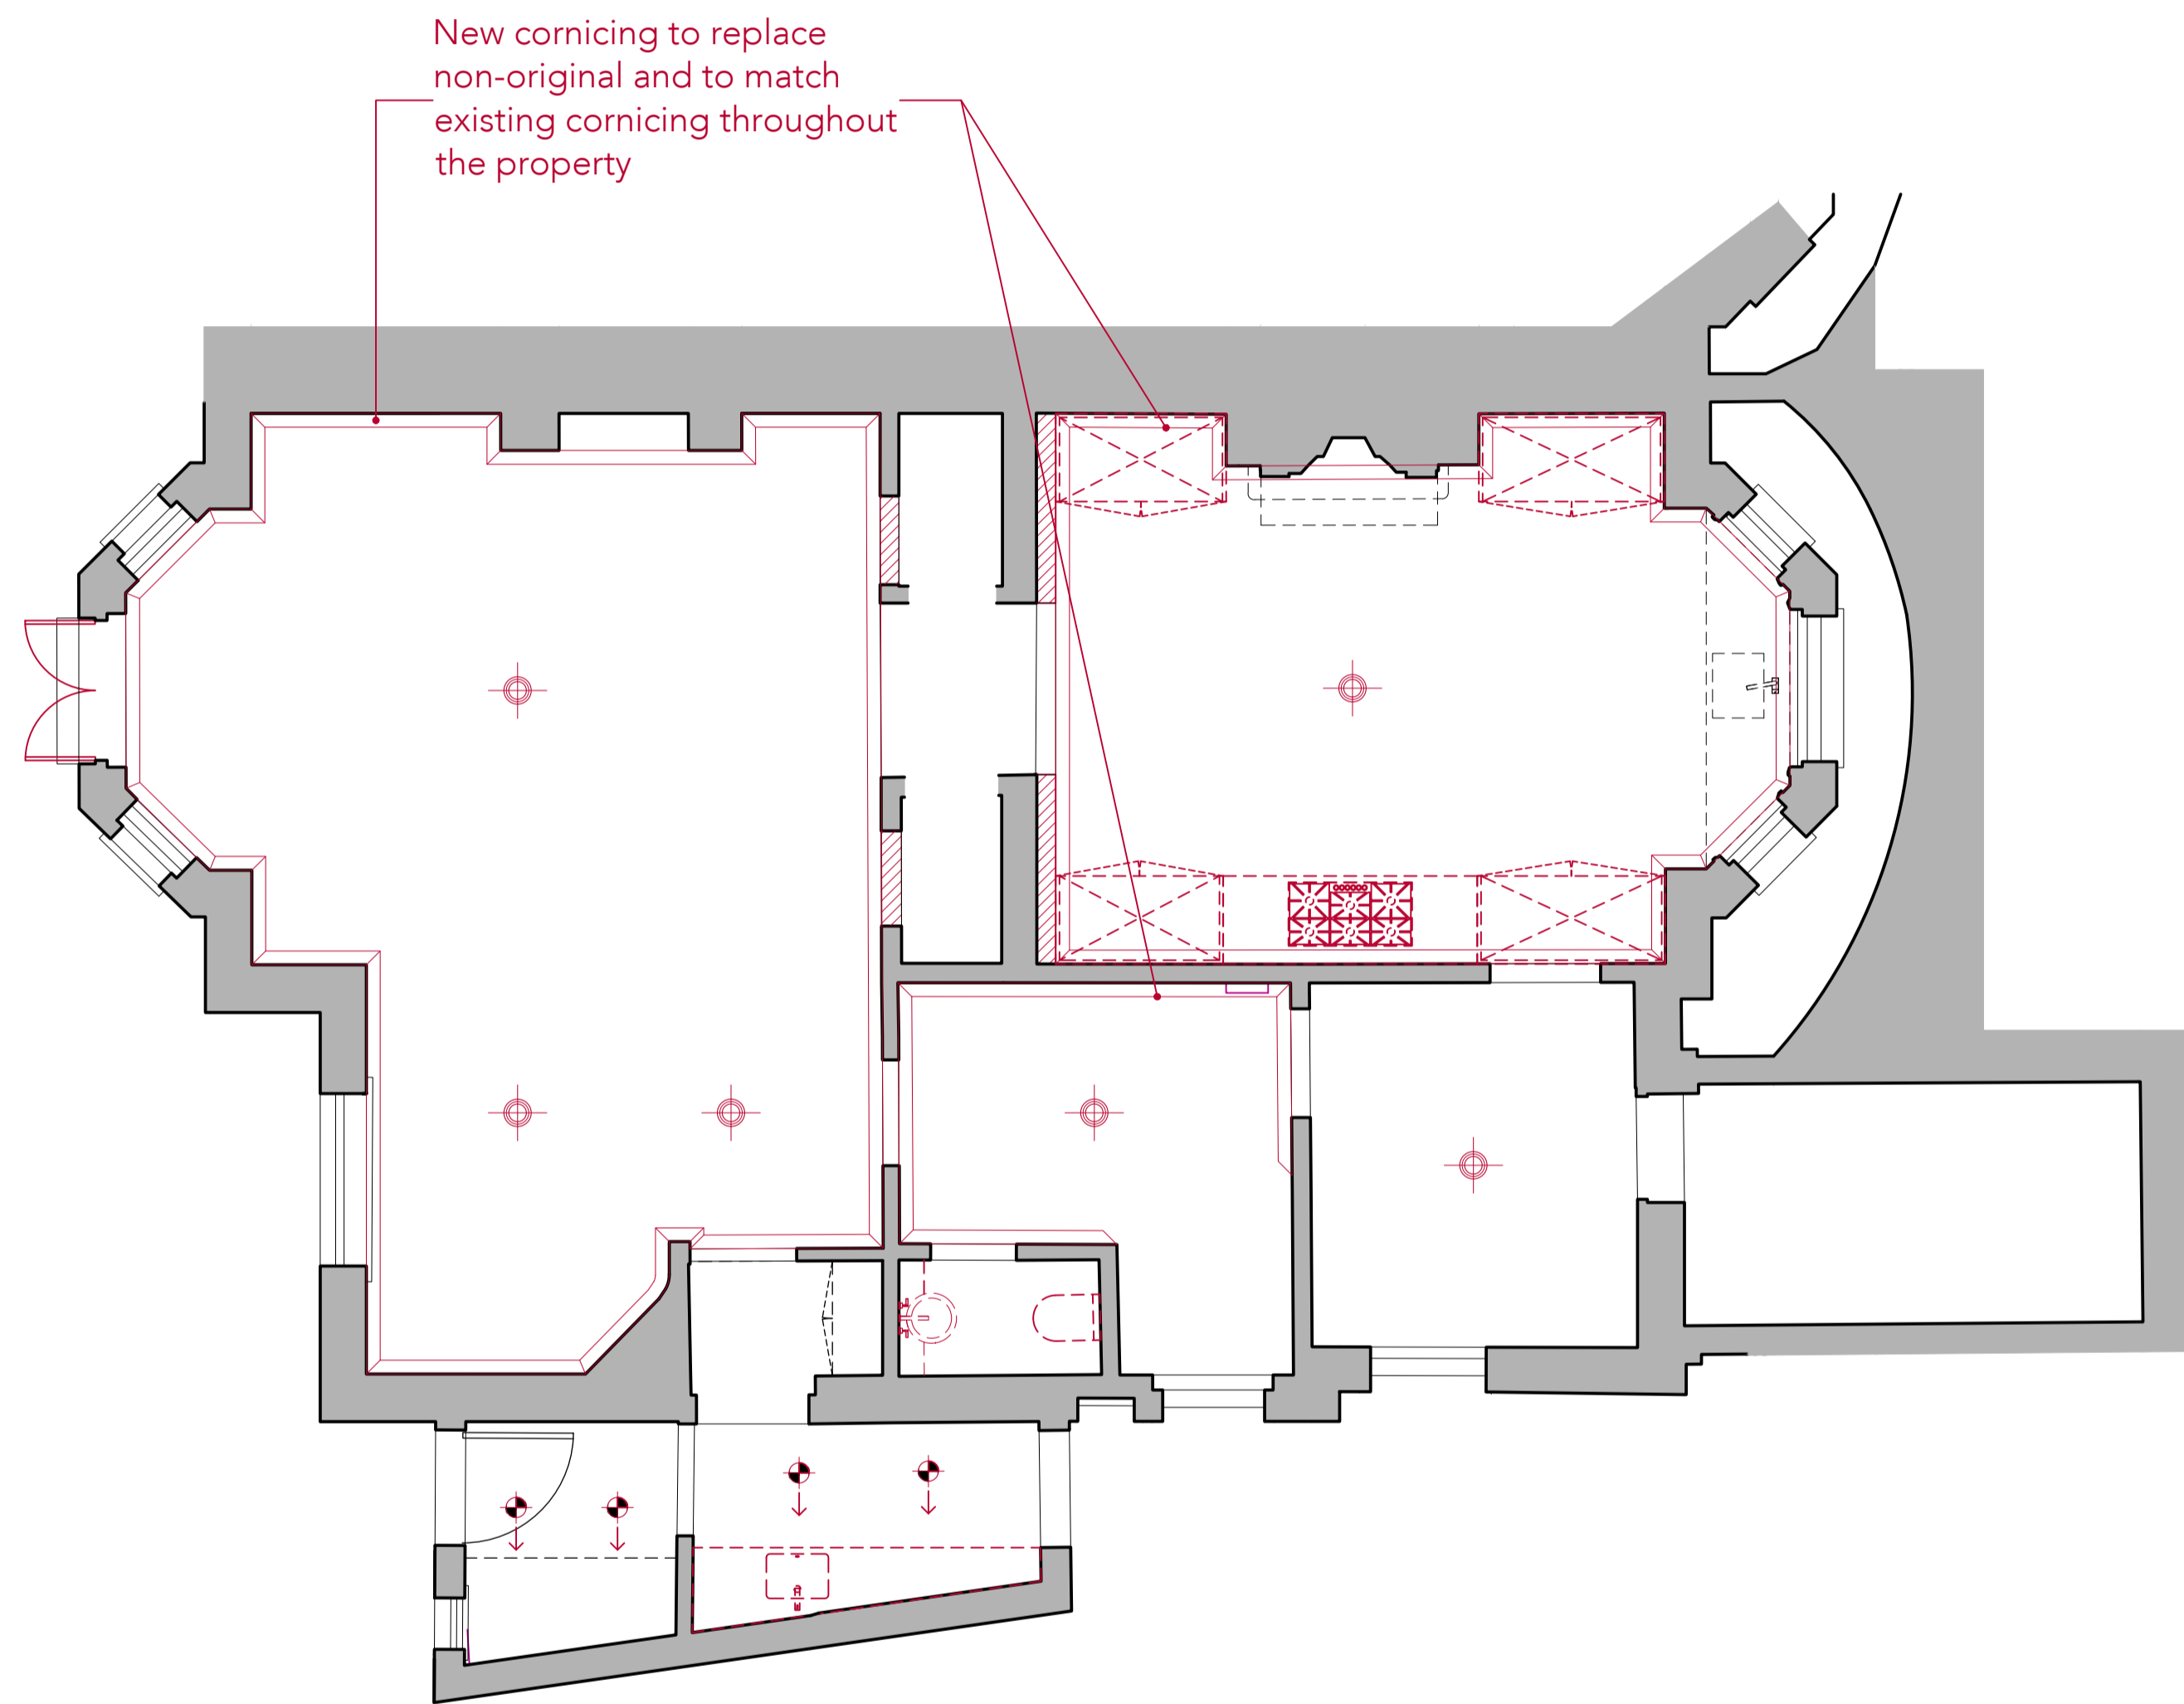 New cornicing to replace
non-original and to match
existing cornicing throughout
the property